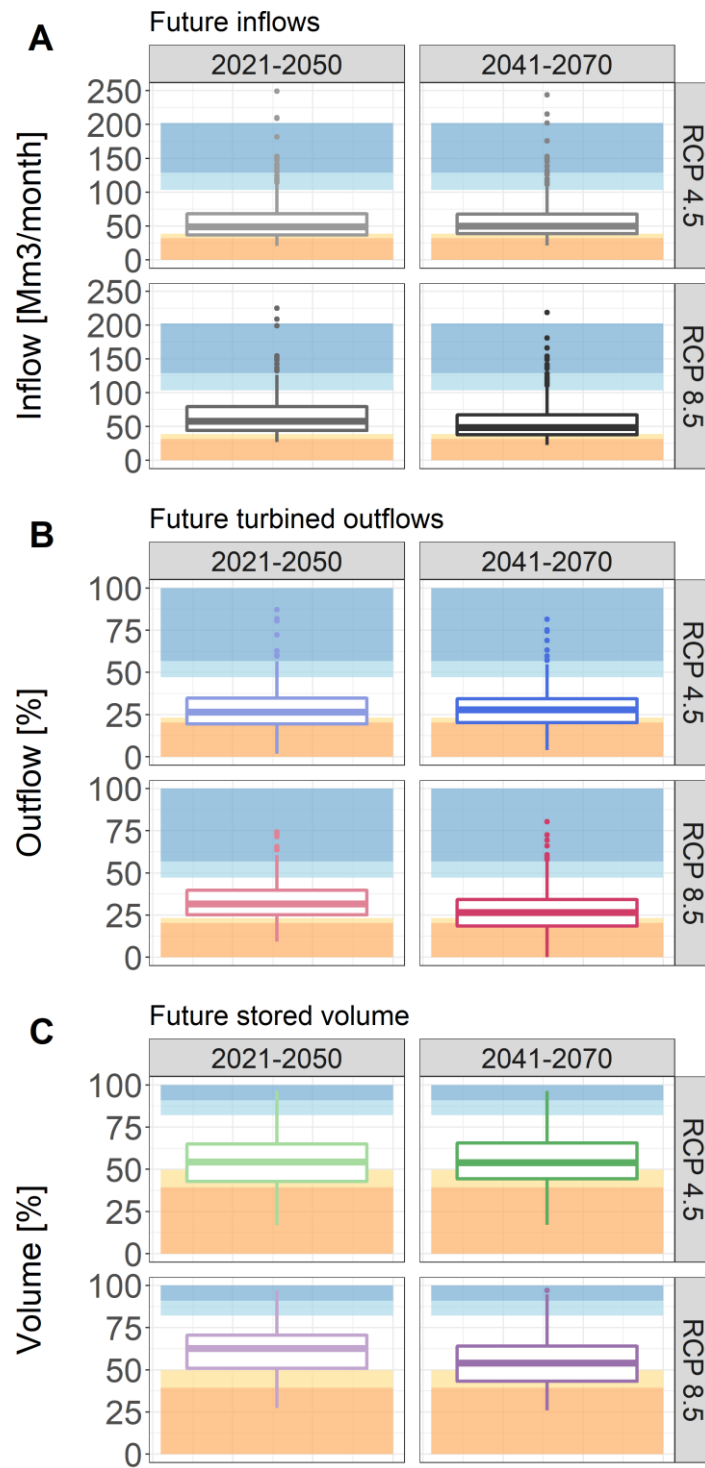 A
Future inflows
2021-2050
2041-2070
Inflow [Mm3/month]
250
200
150
100
50
0
RCP 4.5
250
200
150
100
50
0
RCP 8.5
B
Future turbined outflows
2021-2050
2041-2070
Outflow [%]
100
75
50
25
0
RCP 4.5
100
75
50
25
0
RCP 8.5
C
Future stored volume
2021-2050
2041-2070
Volume [%]
100
75
50
25
0
RCP 4.5
100
75
50
25
0
RCP 8.5